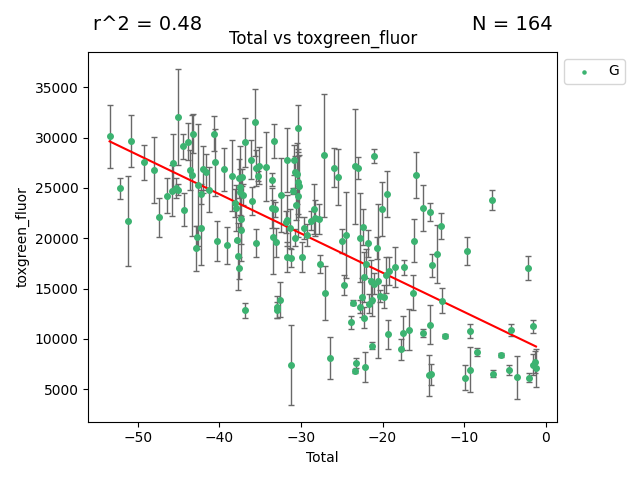 r^2 = 0.48
N = 164
Total vs toxgreen_fluor
35000
30000
25000
20000
15000
10000
5000
toxgreen_fluor
−50
−40
−30
−20
−10
0
Total
G